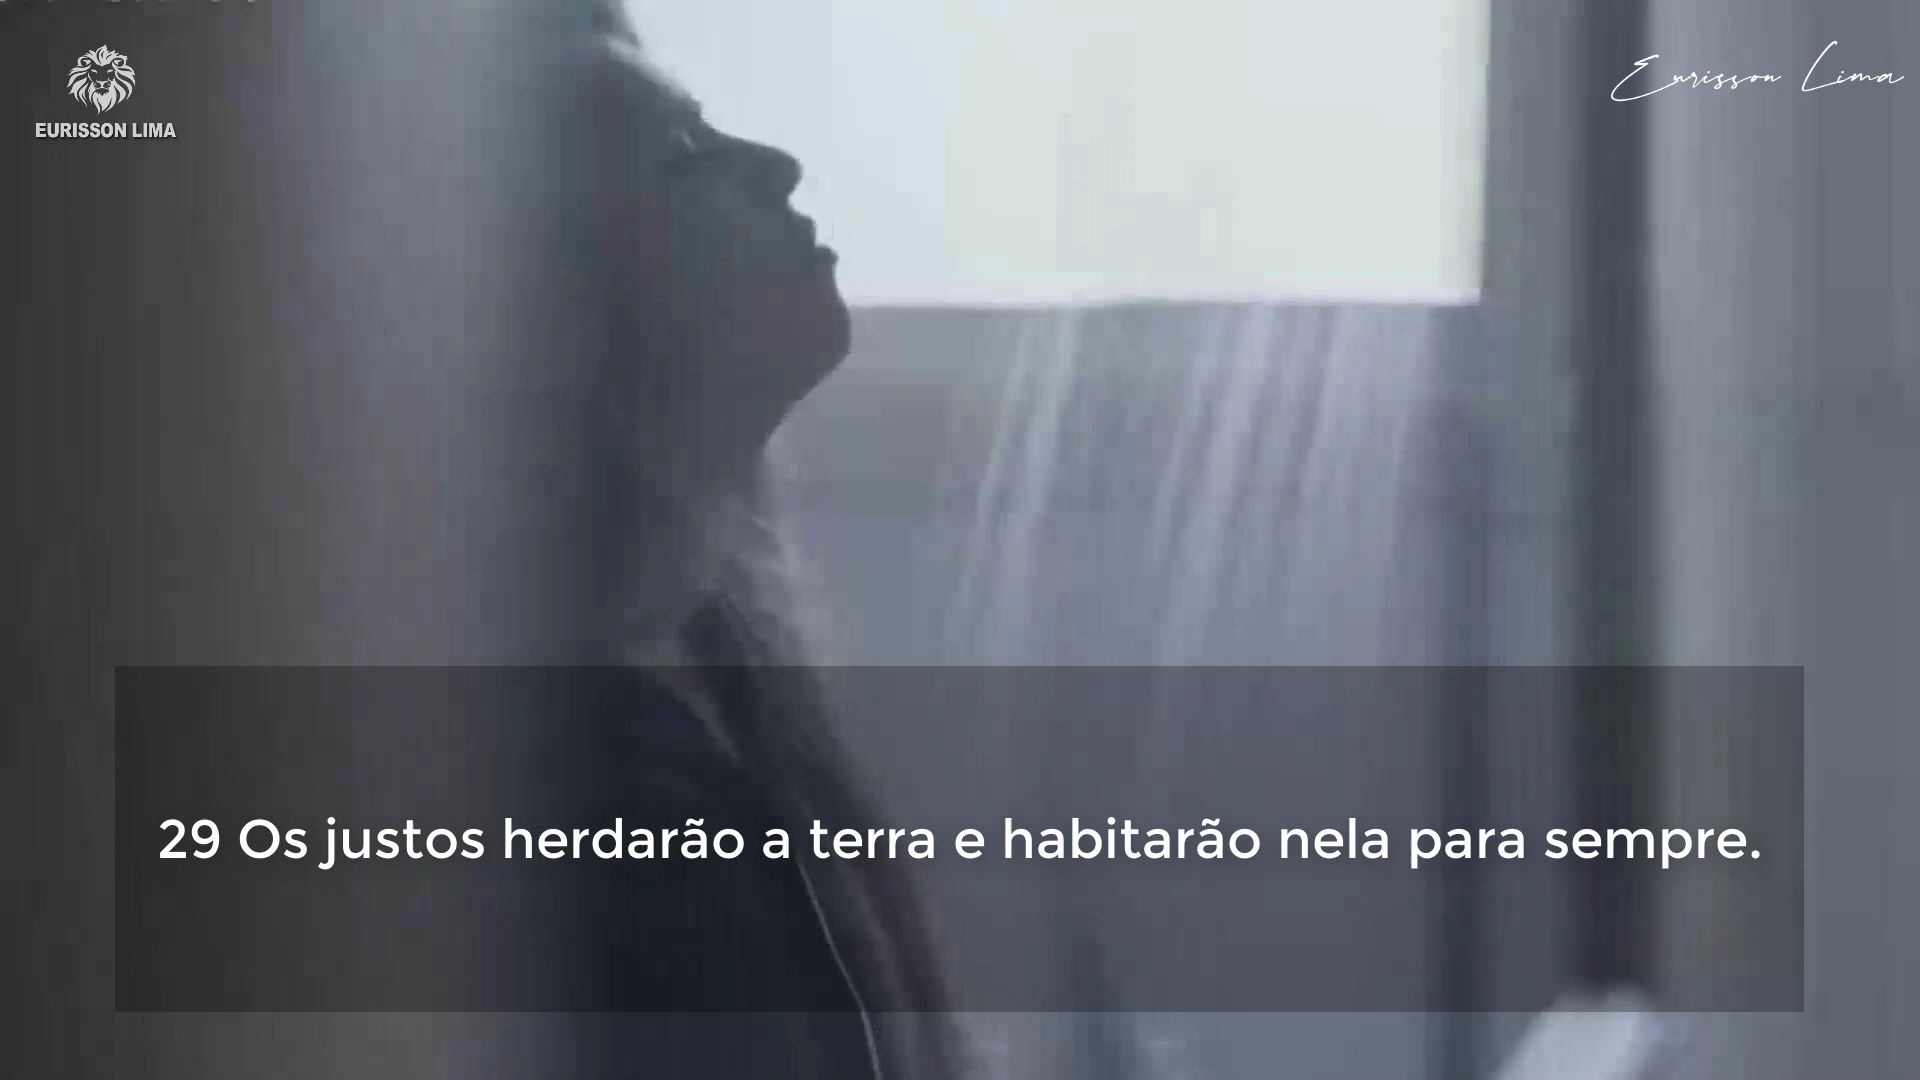 EURISSON LIMA
Eurisson Lima
29 Os justos herdarão a terra e habitarão nela para sempre.